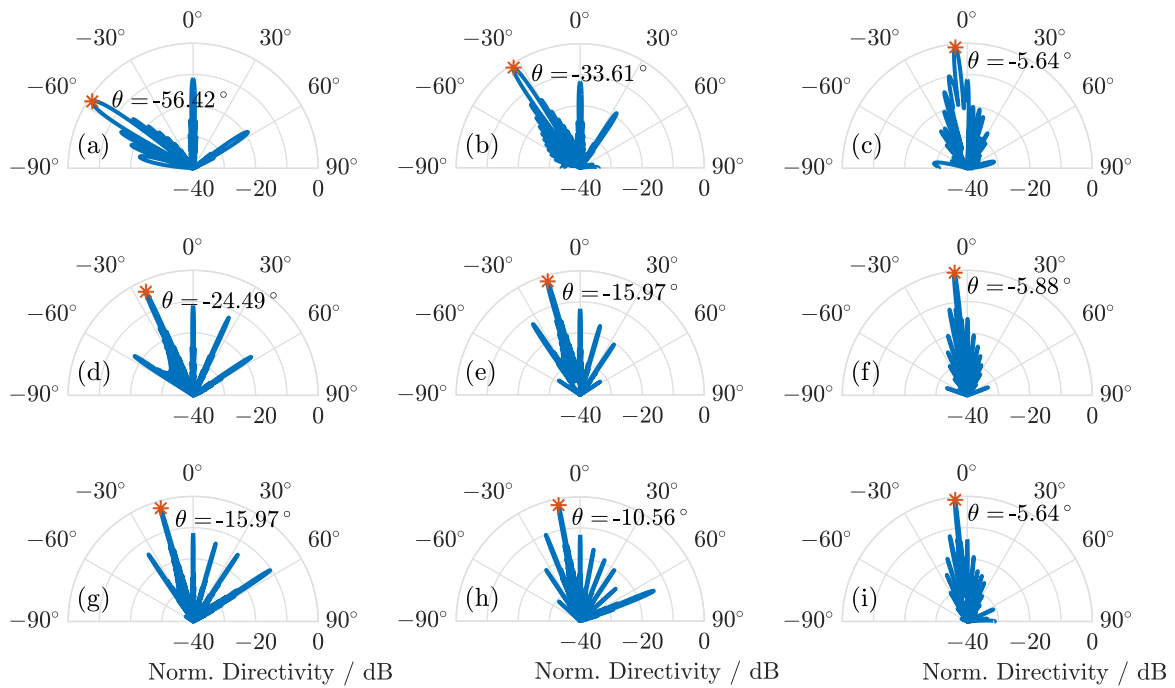 0° 0° 0°
−30° 30° −30° 30° −30° 30°
−60° 60° −60° 60° −60° 60°
θ = -56.42° θ = -33.61° θ = -5.64°
(a) (b) (c)
−90° 90° −90° 90° −90° 90°
−40 −20 0 −40 −20 0 −40 −20 0
0° 0° 0°
−30° 30° −30° 30° −30° 30°
θ = -24.49° θ = -15.97° θ = -5.88°
−60° 60° −60° 60° −60° 60°
(d) (e) (f)
−90° 90° −90° 90° −90° 90°
−40 −20 0 −40 −20 0 −40 −20 0
0° 0° 0°
−30° 30° −30° 30° −30° 30°
θ = -15.97° θ = -10.56° θ = -5.64°
−60° 60° −60° 60° −60° 60°
(g) (h) (i)
−90° 90° −90° 90° −90° 90°
−40 −20 0 −40 −20 0 −40 −20 0
Norm. Directivity / dB Norm. Directivity / dB Norm. Directivity / dB